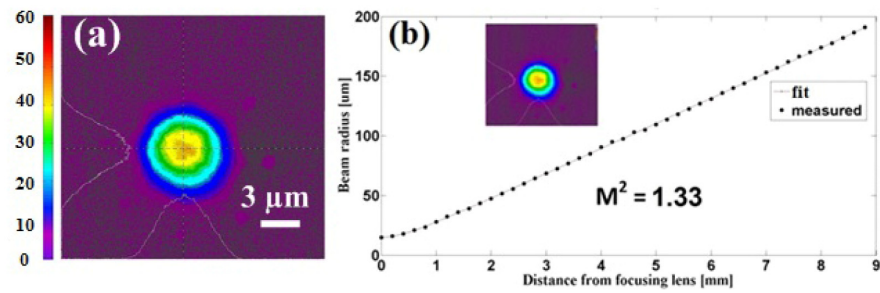 (a)
60
50
40
30
20
10
0
3 µm
(b)
200
150
100
50
0
Beam radius [um]
fit
measured
M² = 1.33
0 1 2 3 4 5 6 7 8 9
Distance from focusing lens [mm]